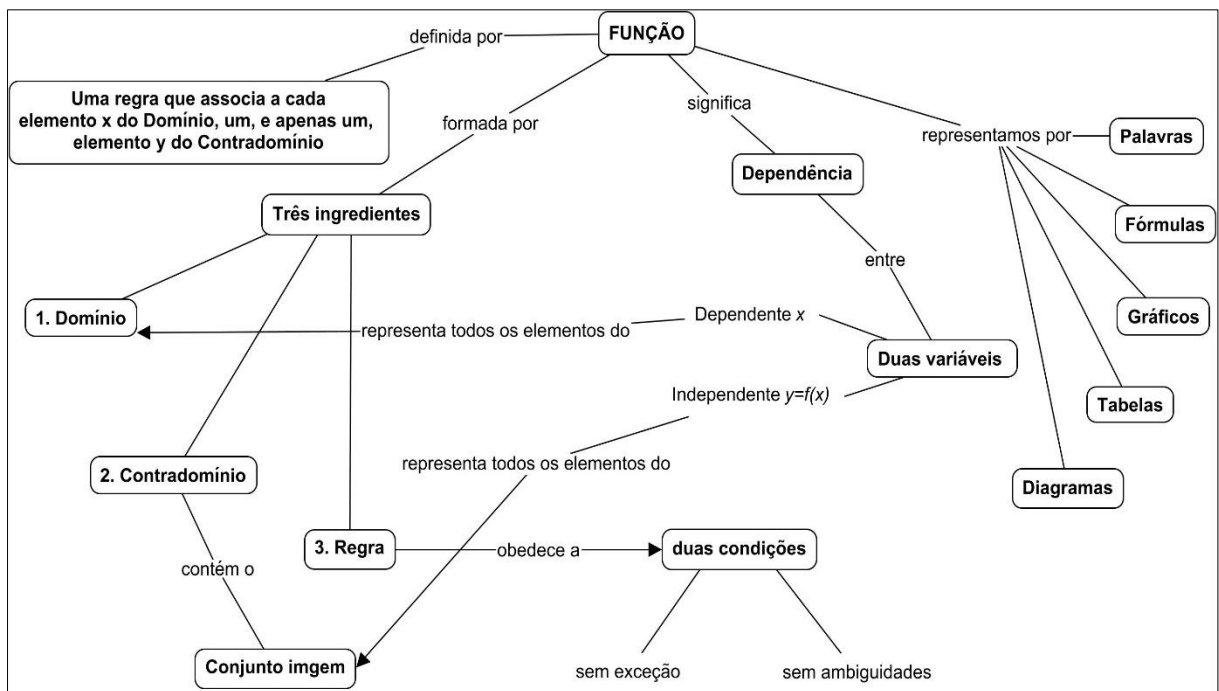 FUNÇÃO
definida por
Uma regra que associa a cada
elemento x do Domínio, um, e apenas um,
elemento y do Contradomínio
formada por
significa
representamos por
Palavras
Dependência
Três ingredientes
Fórmulas
entre
1. Domínio
representa todos os elementos do
Dependente x
Gráficos
Duas variáveis
Independente y=f(x)
Tabelas
2. Contradomínio
representa todos os elementos do
Diagramas
3. Regra
obedece a
duas condições
contém o
Conjunto imgem
sem exceção
sem ambiguidades